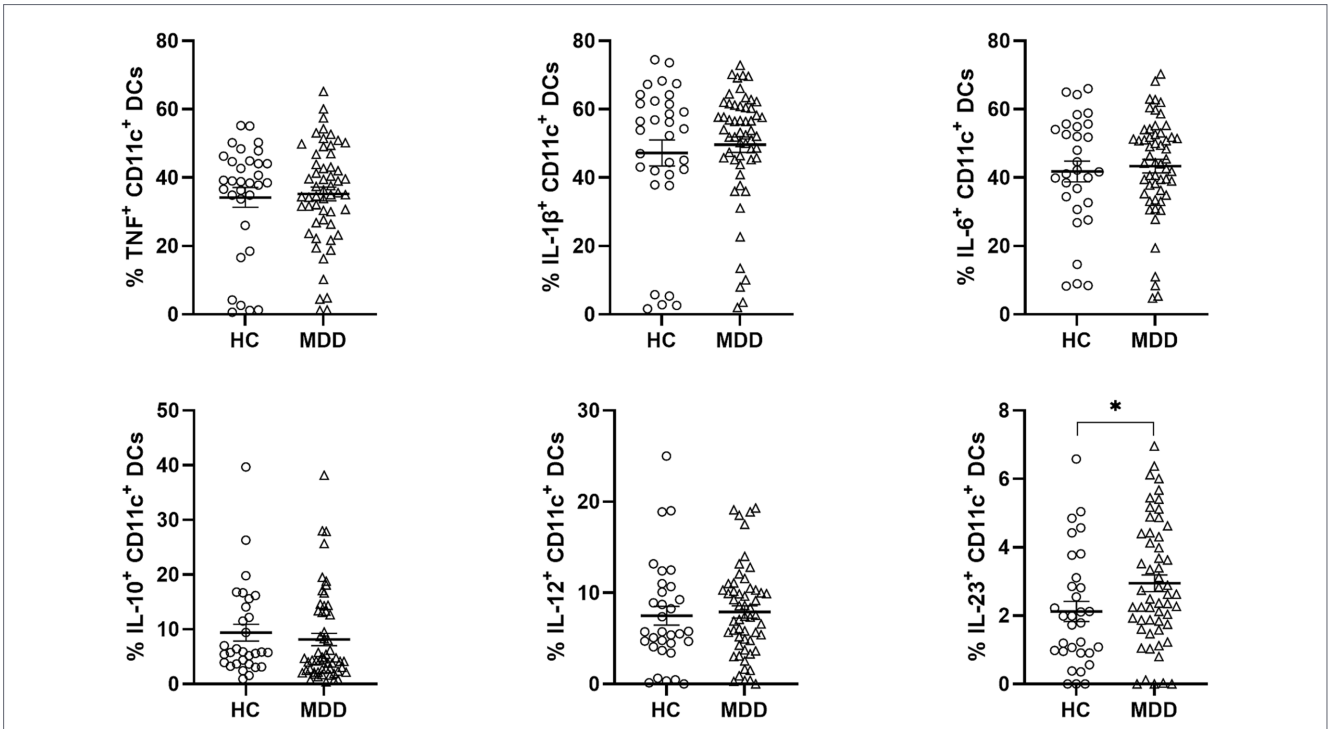 % TNF⁺ CD11c⁺ DCs
80
60
40
20
0
HC MDD
% IL-1β⁺ CD11c⁺ DCs
80
60
40
20
0
HC MDD
% IL-6⁺ CD11c⁺ DCs
80
60
40
20
0
HC MDD
% IL-10⁺ CD11c⁺ DCs
50
40
30
20
10
0
HC MDD
% IL-12⁺ CD11c⁺ DCs
30
20
10
0
HC MDD
% IL-23⁺ CD11c⁺ DCs
8
6
4
2
0
*
HC MDD